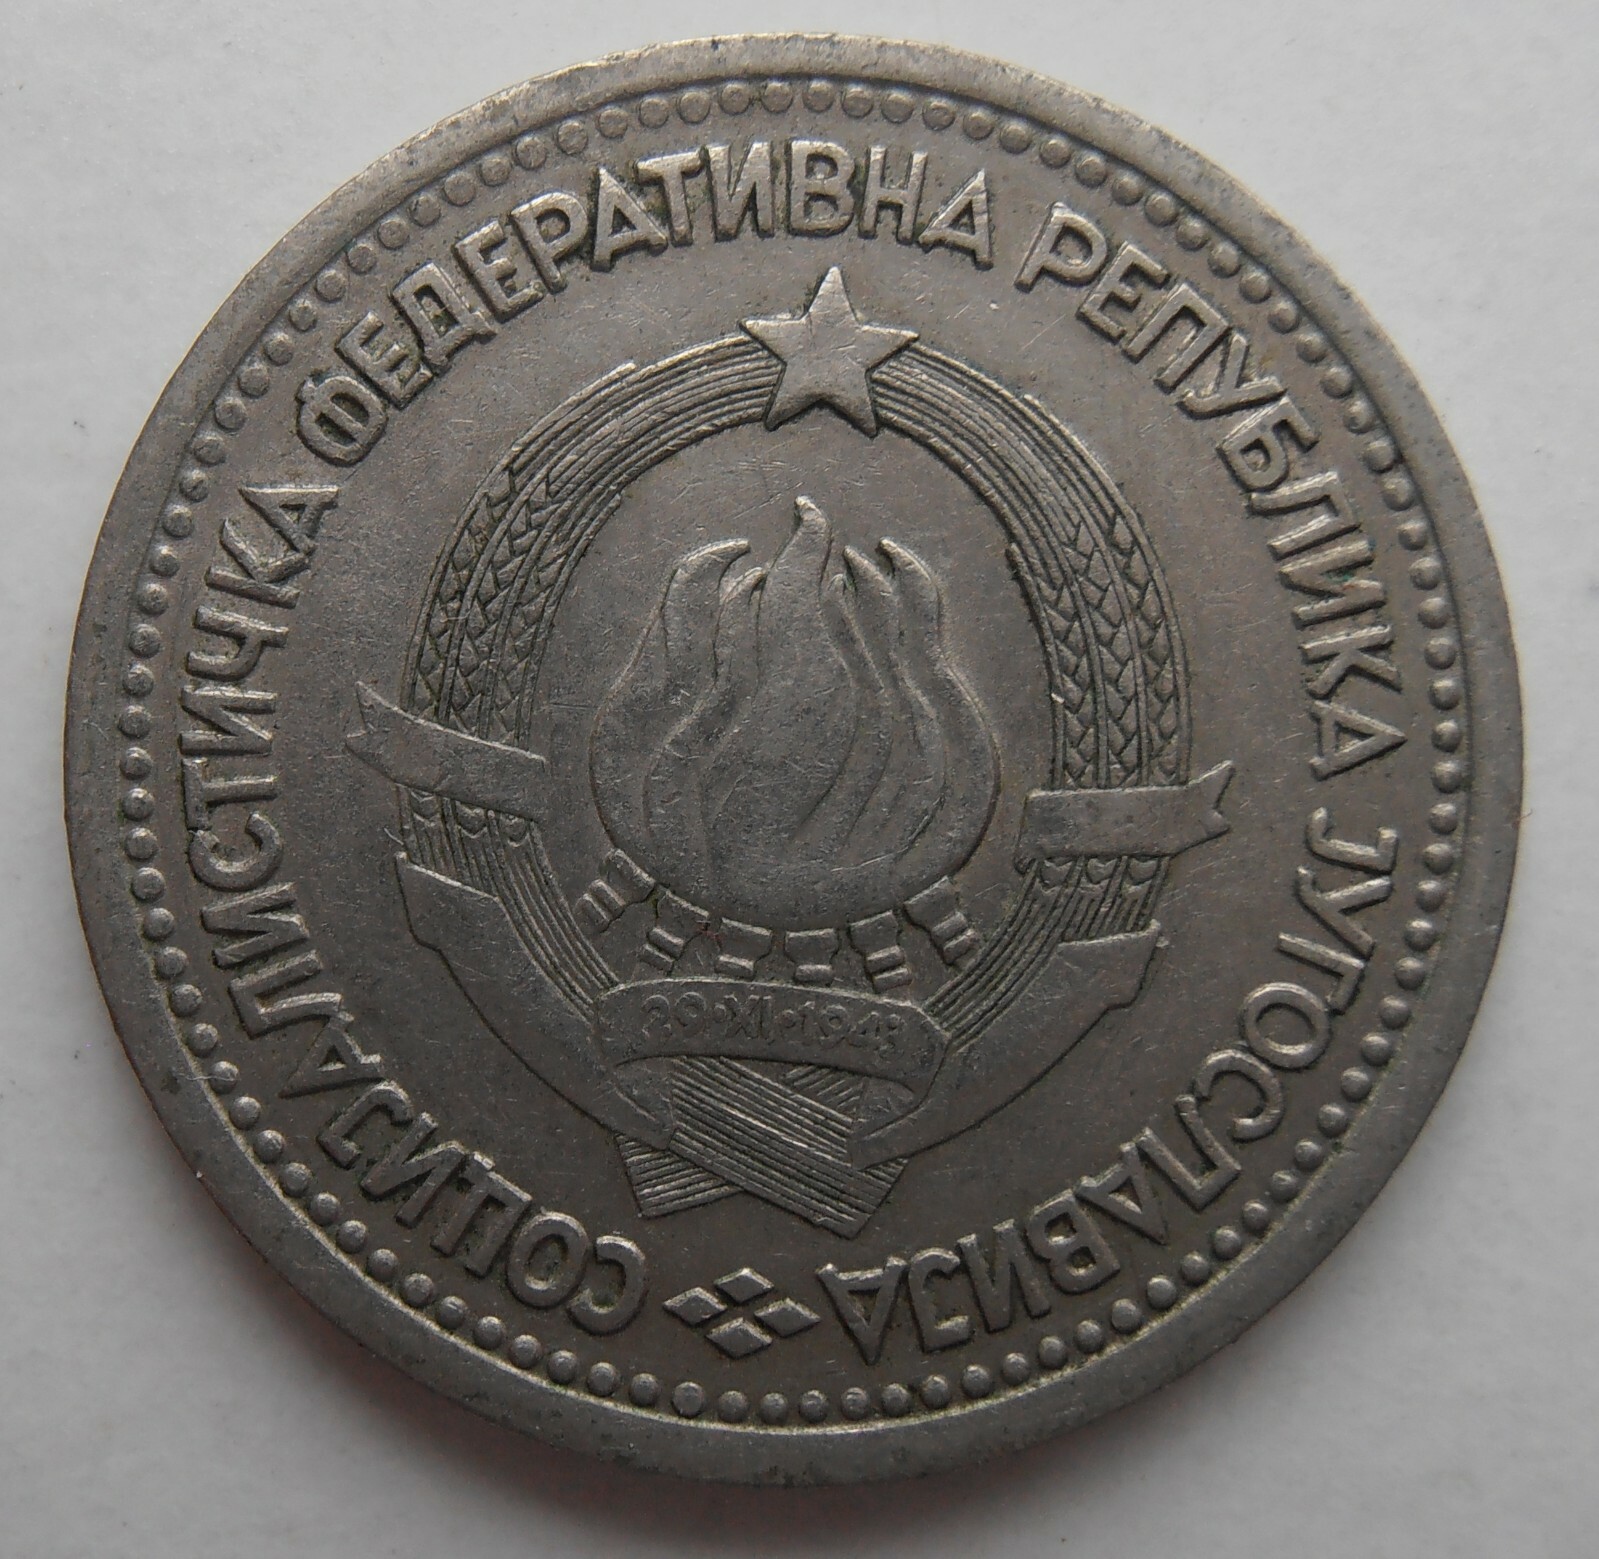 СОЦИЈАЛИСТИЧКА ФЕДЕРАТИВНА РЕПУБЛИКА ЈУГОСЛАВИЈА
29·XI·1943